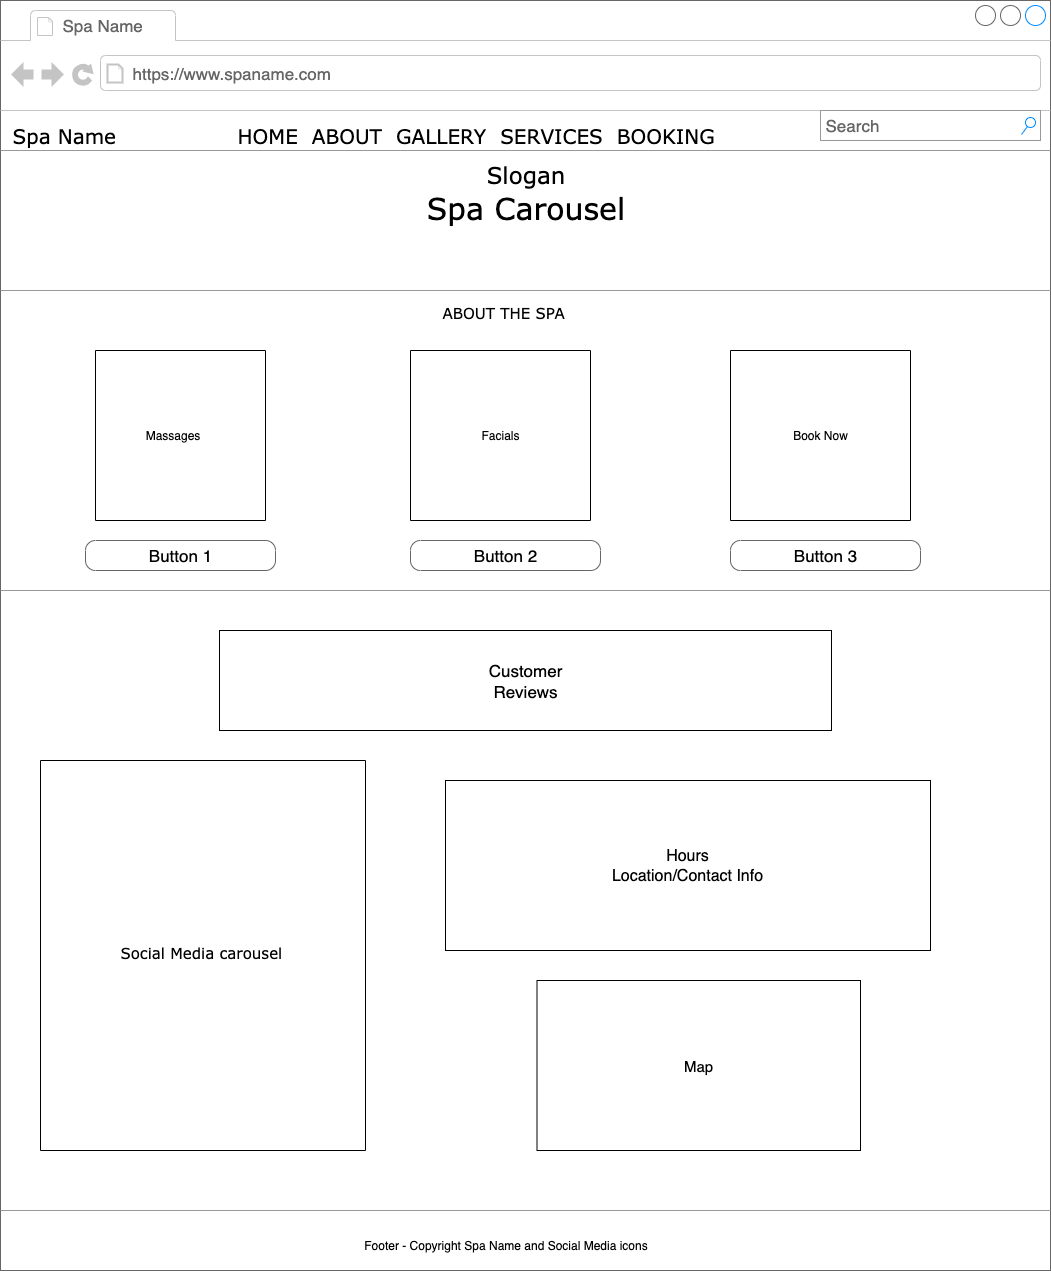 Spa Name
https://www.spaname.com
Spa Name HOME ABOUT GALLERY SERVICES BOOKING Search
Slogan
Spa Carousel
ABOUT THE SPA
Massages Facials Book Now
Button 1 Button 2 Button 3
Customer
Reviews
Hours
Location/Contact Info
Social Media carousel
Map
Footer - Copyright Spa Name and Social Media icons